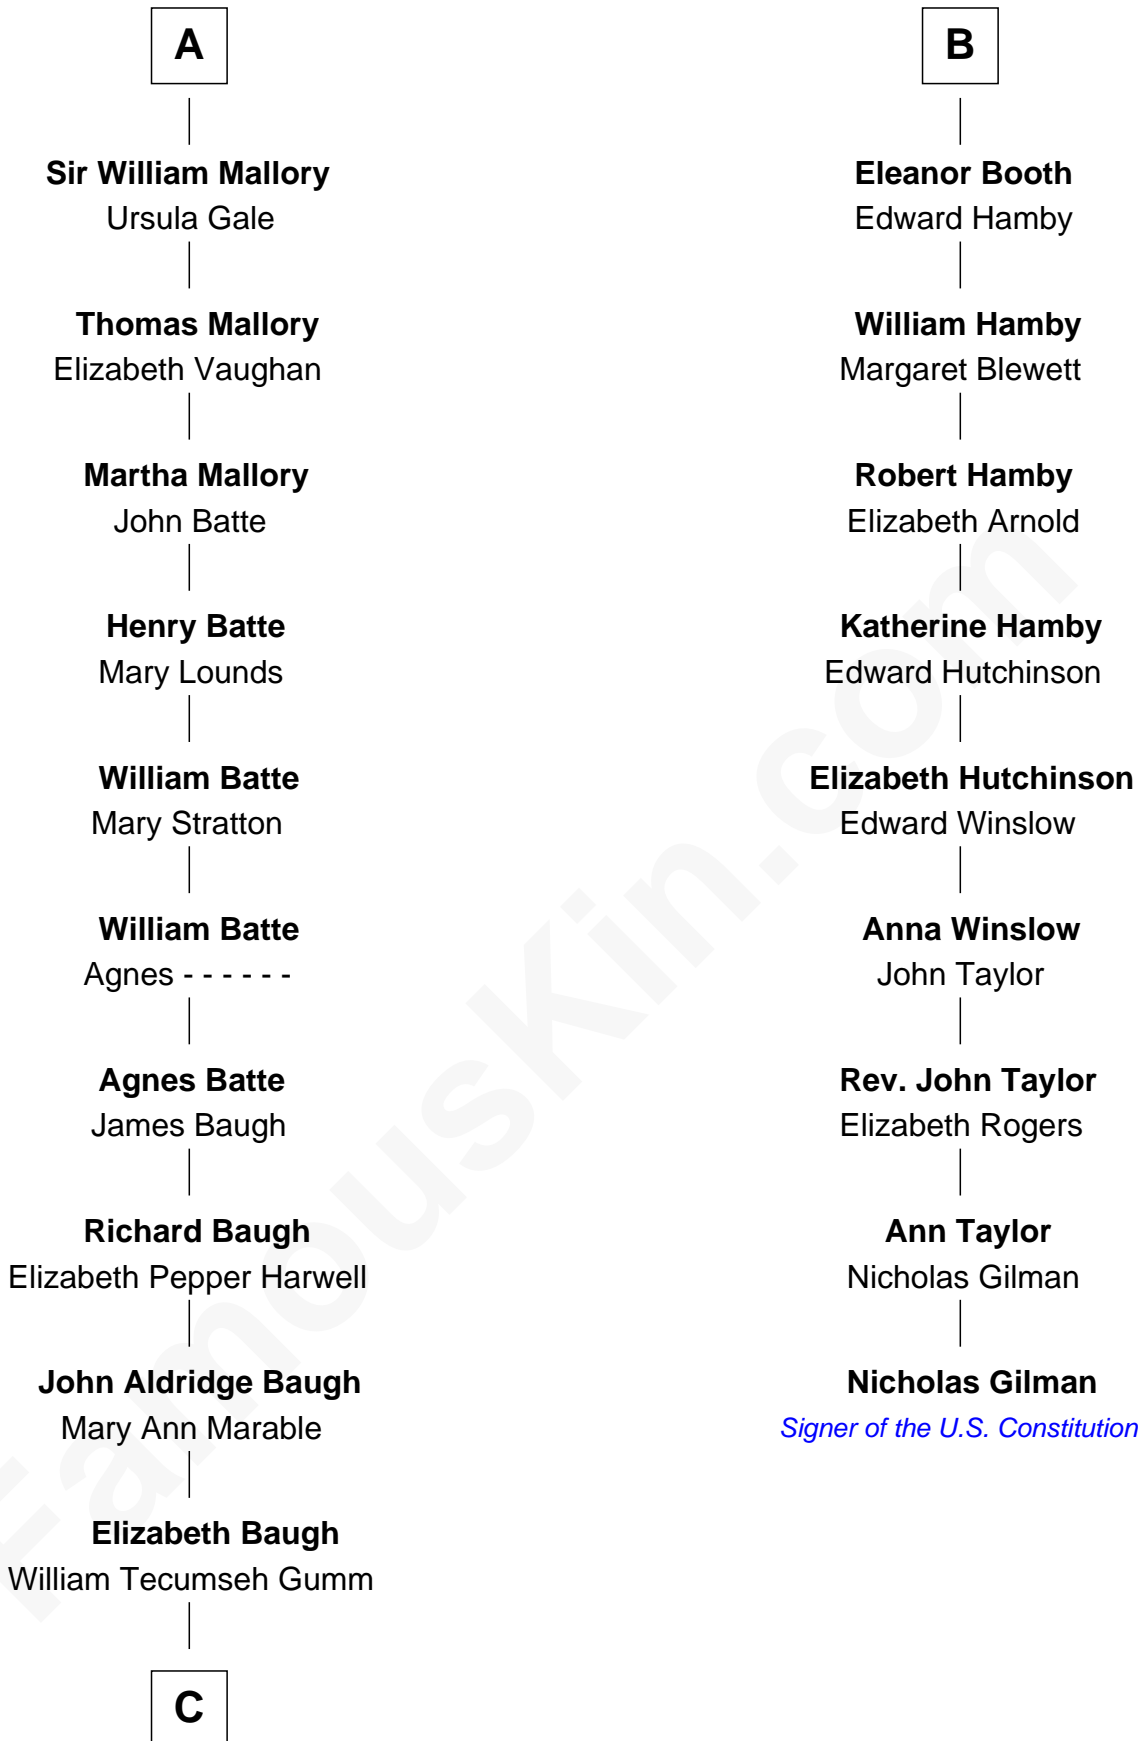 A
Sir William Mallory
Ursula Gale
Thomas Mallory
Elizabeth Vaughan
Martha Mallory
John Batte
Henry Batte
Mary Lounds
William Batte
Mary Stratton
William Batte
Agnes - - - - - -
Agnes Batte
James Baugh
Richard Baugh
Elizabeth Pepper Harwell
John Aldridge Baugh
Mary Ann Marable
Elizabeth Baugh
William Tecumseh Gumm
C
B
Eleanor Booth
Edward Hamby
William Hamby
Margaret Blewett
Robert Hamby
Elizabeth Arnold
Katherine Hamby
Edward Hutchinson
Elizabeth Hutchinson
Edward Winslow
Anna Winslow
John Taylor
Rev. John Taylor
Elizabeth Rogers
Ann Taylor
Nicholas Gilman
Nicholas Gilman
Signer of the U.S. Constitution
FamousKin.com